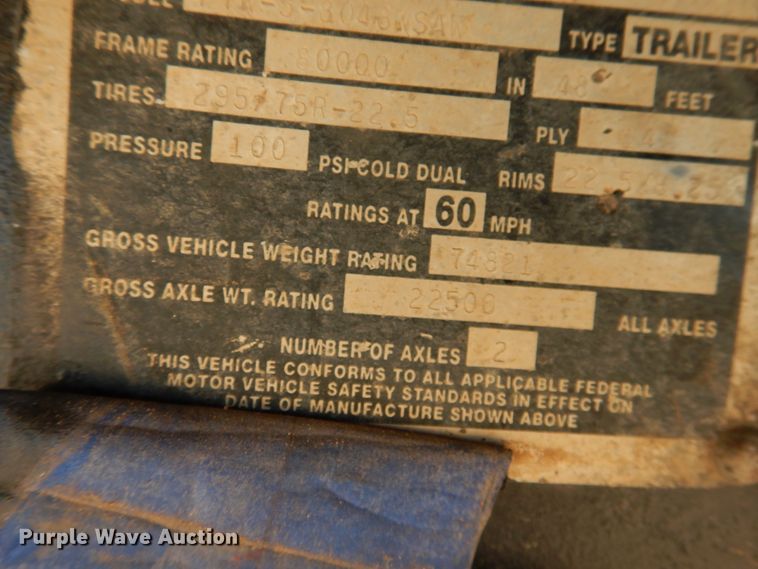 TYPE TRAILER
FRAME RATING 80000 IN 48 FEET
TIRES 295/75R-22.5 PLY
PRESSURE 100 PSI-COLD DUAL RIMS
RATINGS AT 60 MPH
GROSS VEHICLE WEIGHT RATING 74821
GROSS AXLE WT. RATING 22500 ALL AXLES
NUMBER OF AXLES 2
THIS VEHICLE CONFORMS TO ALL APPLICABLE FEDERAL
MOTOR VEHICLE SAFETY STANDARDS IN EFFECT ON
DATE OF MANUFACTURE SHOWN ABOVE
Purple Wave Auction